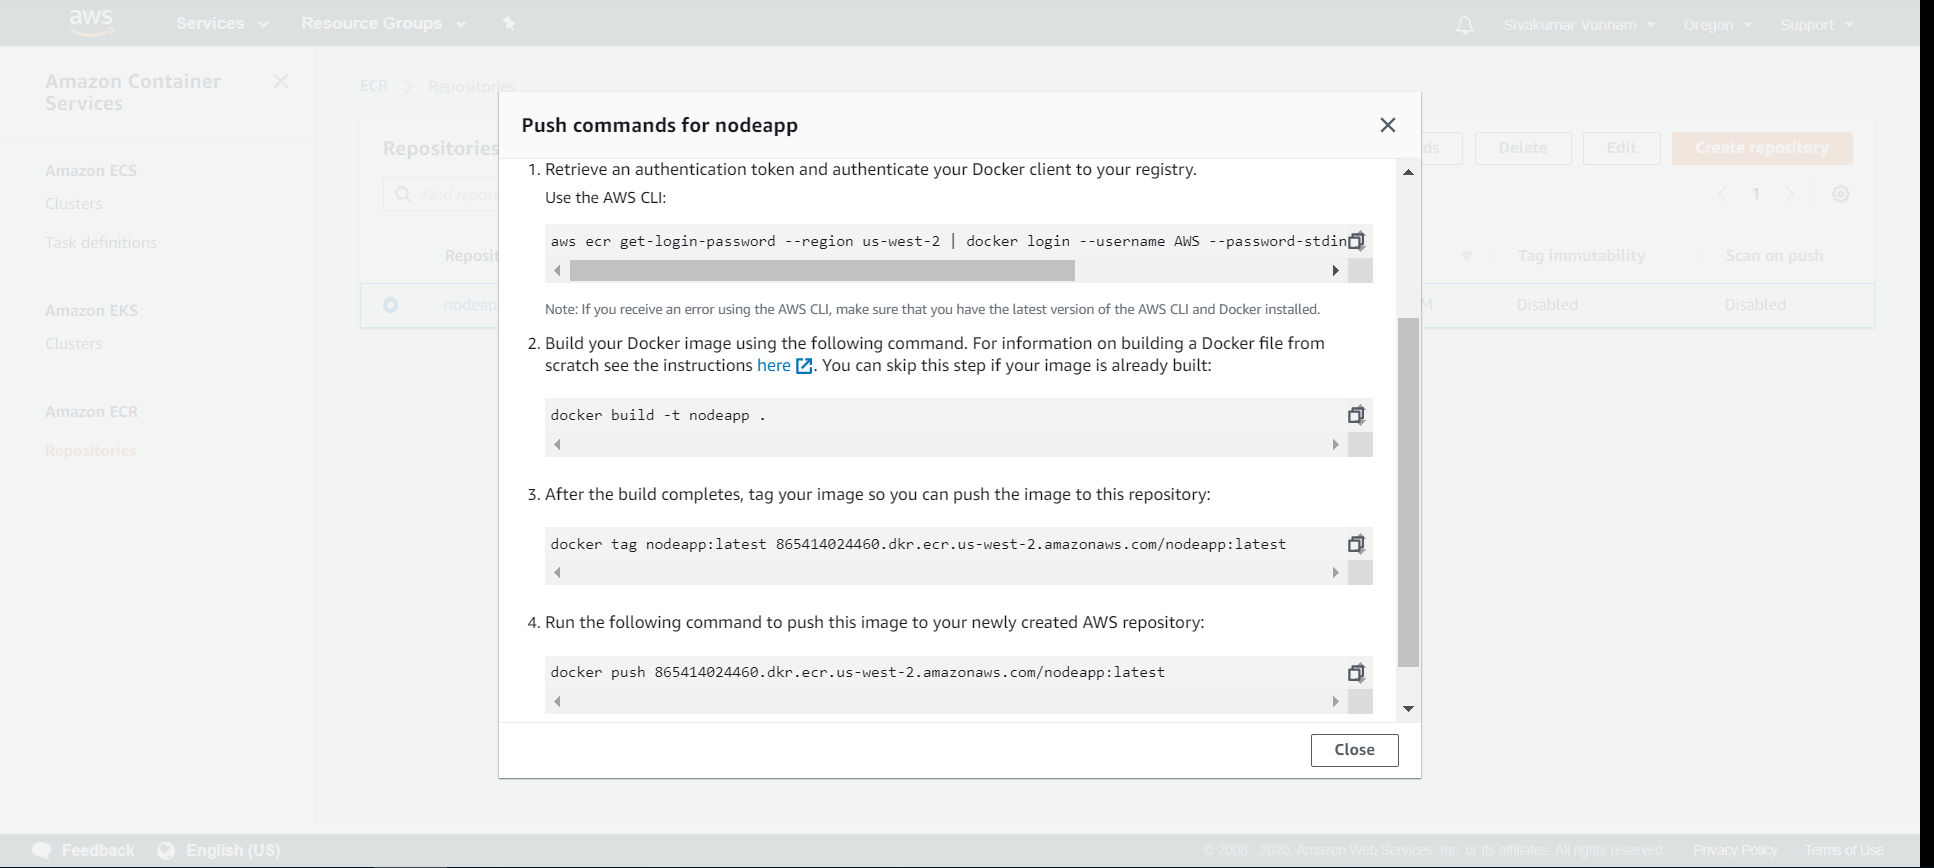 aws
Services
Resource Groups
Sivakumar Vunnam
Oregon
Support
Amazon Container
Services
Amazon ECS
Clusters
Task definitions
Amazon EKS
Clusters
Amazon ECR
Repositories
ECR
Repositories
Repositories
Delete
Edit
Create repository
1
Tag immutability
Scan on push
Disabled
Disabled
Push commands for nodeapp
1. Retrieve an authentication token and authenticate your Docker client to your registry.
Use the AWS CLI:
aws ecr get-login-password --region us-west-2 | docker login --username AWS --password-stdin
Note: If you receive an error using the AWS CLI, make sure that you have the latest version of the AWS CLI and Docker installed.
2. Build your Docker image using the following command. For information on building a Docker file from
scratch see the instructions here. You can skip this step if your image is already built:
docker build -t nodeapp .
3. After the build completes, tag your image so you can push the image to this repository:
docker tag nodeapp:latest 865414024460.dkr.ecr.us-west-2.amazonaws.com/nodeapp:latest
4. Run the following command to push this image to your newly created AWS repository:
docker push 865414024460.dkr.ecr.us-west-2.amazonaws.com/nodeapp:latest
Close
Feedback
English (US)
© 2008 - 2020, Amazon Web Services, Inc. or its affiliates. All rights reserved.
Privacy Policy
Terms of Use